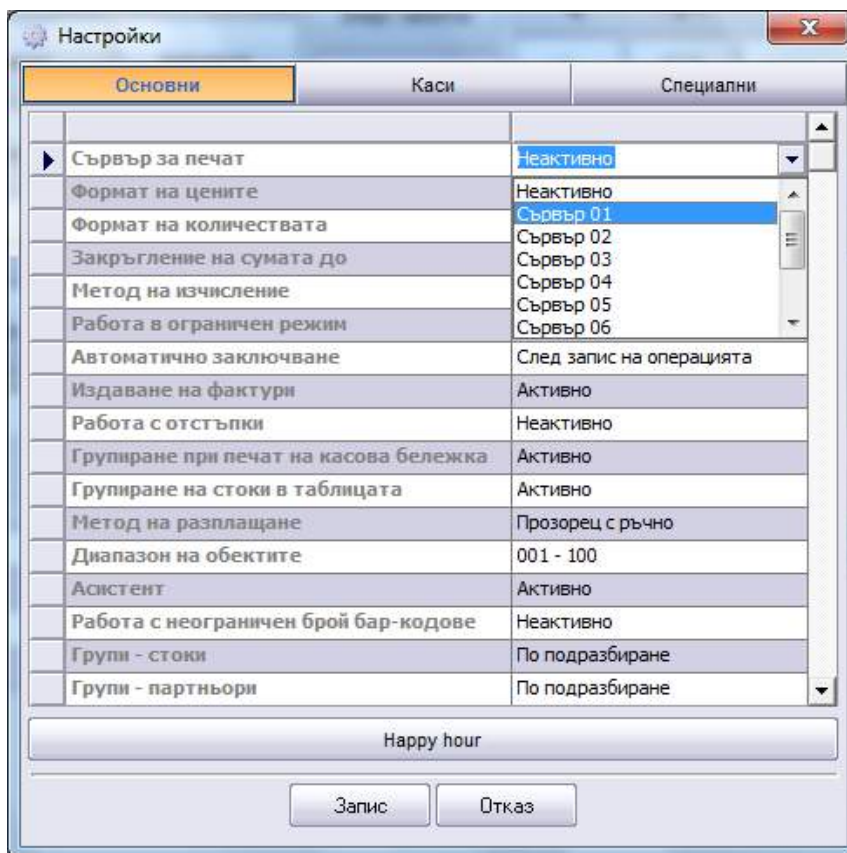 Настройки
Основни Каси Специални
Сървър за печат Неактивно
Формат на цените Неактивно
Сървър 01
Формат на количествата Сървър 02
Закръгление на сумата до Сървър 03
Метод на изчисление Сървър 04
Сървър 05
Работа в ограничен режим Сървър 06
Автоматично заключване След запис на операцията
Издаване на фактури Активно
Работа с отстъпки Неактивно
Групиране при печат на касова бележка Активно
Групиране на стоки в таблицата Активно
Метод на разплащане Прозорец с ръчно
Диапазон на обектите 001 - 100
Асистент Активно
Работа с неограничен брой бар-кодове Неактивно
Групи - стоки По подразбиране
Групи - партньори По подразбиране
Happy hour
Запис Отказ